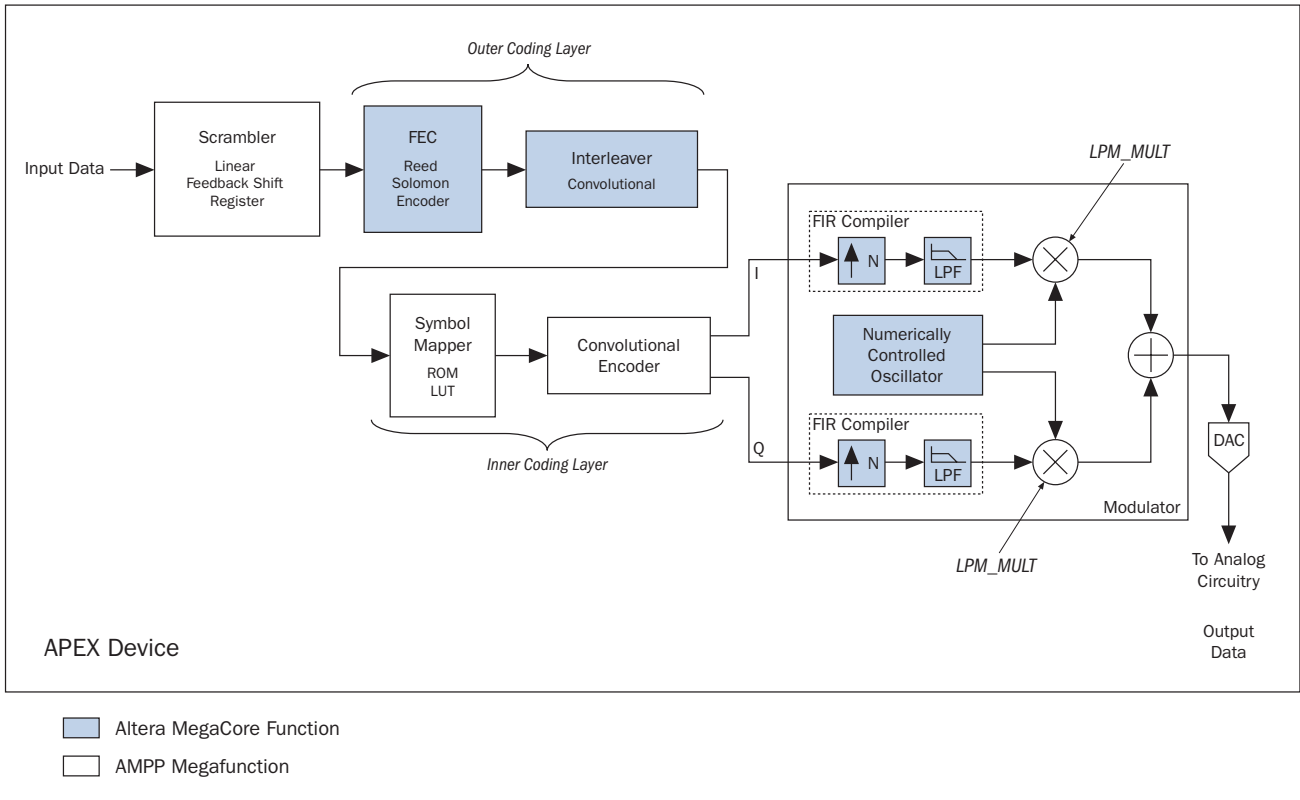 Outer Coding Layer
Input Data
Scrambler
Linear
Feedback Shift
Register
FEC
Reed
Solomon
Encoder
Interleaver
Convolutional
LPM_MULT
FIR Compiler
N
LPF
I
Symbol
Mapper
ROM
LUT
Convolutional
Encoder
Numerically
Controlled
Oscillator
FIR Compiler
N
LPF
Q
Inner Coding Layer
DAC
Modulator
LPM_MULT
To Analog
Circuitry
Output
Data
APEX Device
Altera MegaCore Function
AMPP Megafunction